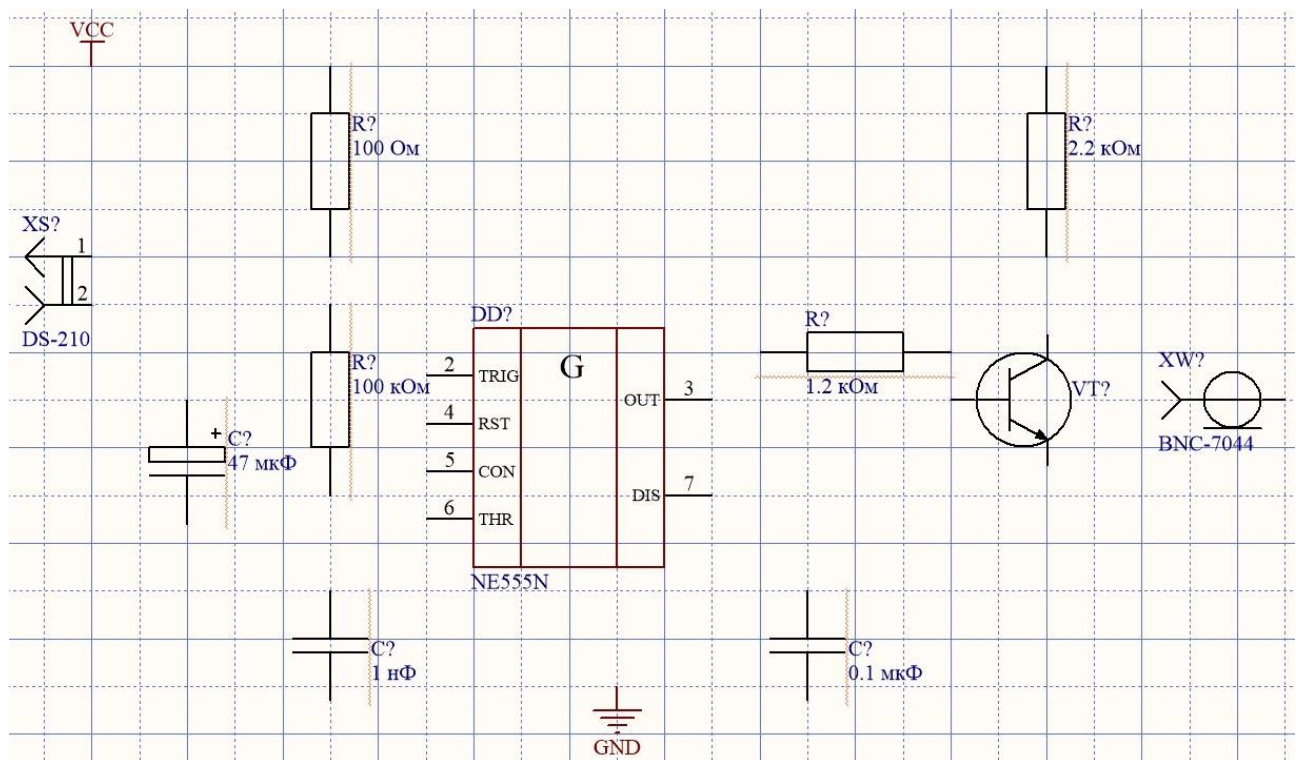 VCC
R?
100 Ом
R?
2.2 кОм
XS?
1
2
DS-210
R?
100 кОм
C?
+
47 мкФ
DD?
G
2
TRIG
4
RST
5
CON
6
THR
OUT
3
DIS
7
NE555N
R?
1.2 кОм
VT?
XW?
BNC-7044
C?
1 нФ
C?
0.1 мкФ
GND